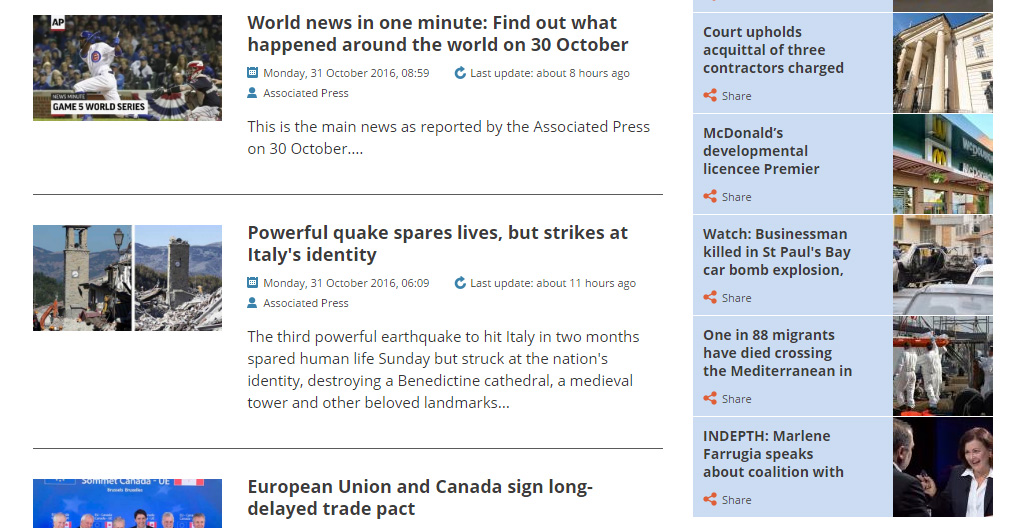 AP
NEWS MINUTE
GAME 5 WORLD SERIES
World news in one minute: Find out what
happened around the world on 30 October
Monday, 31 October 2016, 08:59 Last update: about 8 hours ago
Associated Press
This is the main news as reported by the Associated Press
on 30 October....
Powerful quake spares lives, but strikes at
Italy's identity
Monday, 31 October 2016, 06:09 Last update: about 11 hours ago
Associated Press
The third powerful earthquake to hit Italy in two months
spared human life Sunday but struck at the nation's
identity, destroying a Benedictine cathedral, a medieval
tower and other beloved landmarks...
Sommet Canada - UE
European Union and Canada sign long-
delayed trade pact
Court upholds
acquittal of three
contractors charged
Share
McDonald’s
developmental
licencee Premier
Share
McDonald's
Watch: Businessman
killed in St Paul's Bay
car bomb explosion,
Share
One in 88 migrants
have died crossing
the Mediterranean in
Share
INDEPTH: Marlene
Farrugia speaks
about coalition with
Share